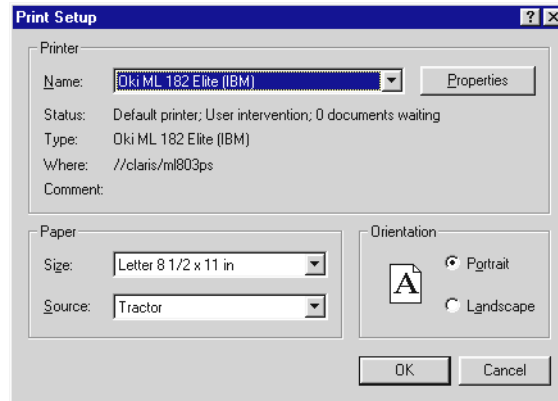 Print Setup
Printer
Name: Oki ML 182 Elite (IBM) Properties
Status: Default printer; User intervention; 0 documents waiting
Type: Oki ML 182 Elite (IBM)
Where: //claris/ml803ps
Comment:
Paper
Size: Letter 8 1/2 x 11 in
Source: Tractor
Orientation
A
Portrait
Landscape
OK Cancel